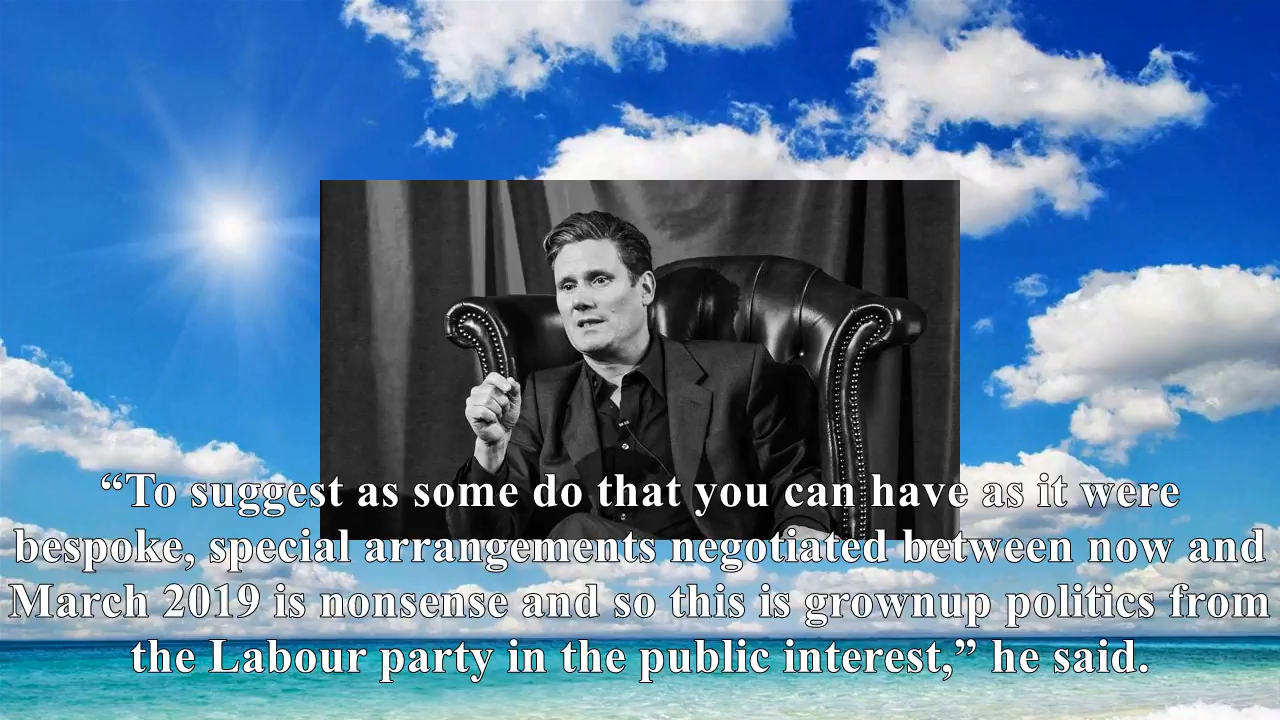 “To suggest as some do that you can have as it were
bespoke, special arrangements negotiated between now and
March 2019 is nonsense and so this is grownup politics from
the Labour party in the public interest,” he said.